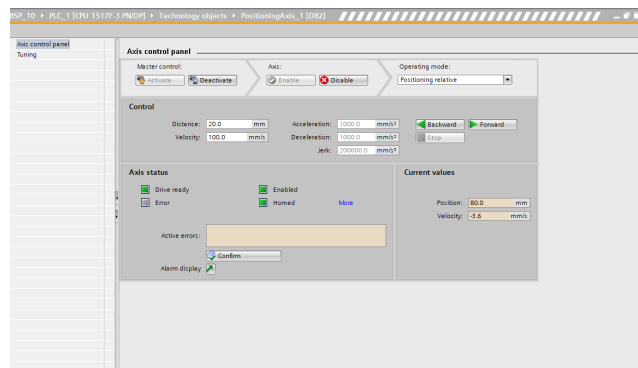 BSP_10 ▸ PLC_1 [CPU 1517F-3 PN/DP] ▸ Technology objects ▸ PositioningAxis_1 [DB2]
Axis control panel
Tuning
Axis control panel
Master control: Axis: Operating mode:
Activate Deactivate Enable Disable Positioning relative
Control
Distance: 20.0 mm Acceleration: 1000.0 mm/s² Backward Forward
Velocity: 100.0 mm/s Deceleration: 1000.0 mm/s² Stop
Jerk: 200000.0 mm/s³
Axis status Current values
Drive ready Enabled
Error Homed More Position: 80.0 mm
Velocity: -3.6 mm/s
Active errors:
Confirm
Alarm display